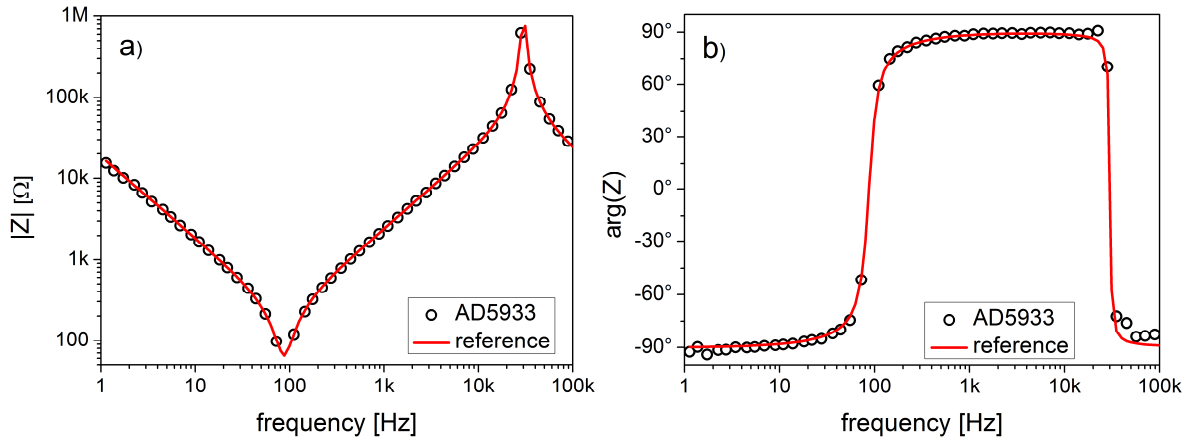 a)
1M
100k
10k
1k
100
|Z| [Ω]
1
10
100
1k
10k
100k
frequency [Hz]
AD5933
reference
b)
90°
60°
30°
0°
-30°
-60°
-90°
arg(Z)
1
10
100
1k
10k
100k
frequency [Hz]
AD5933
reference